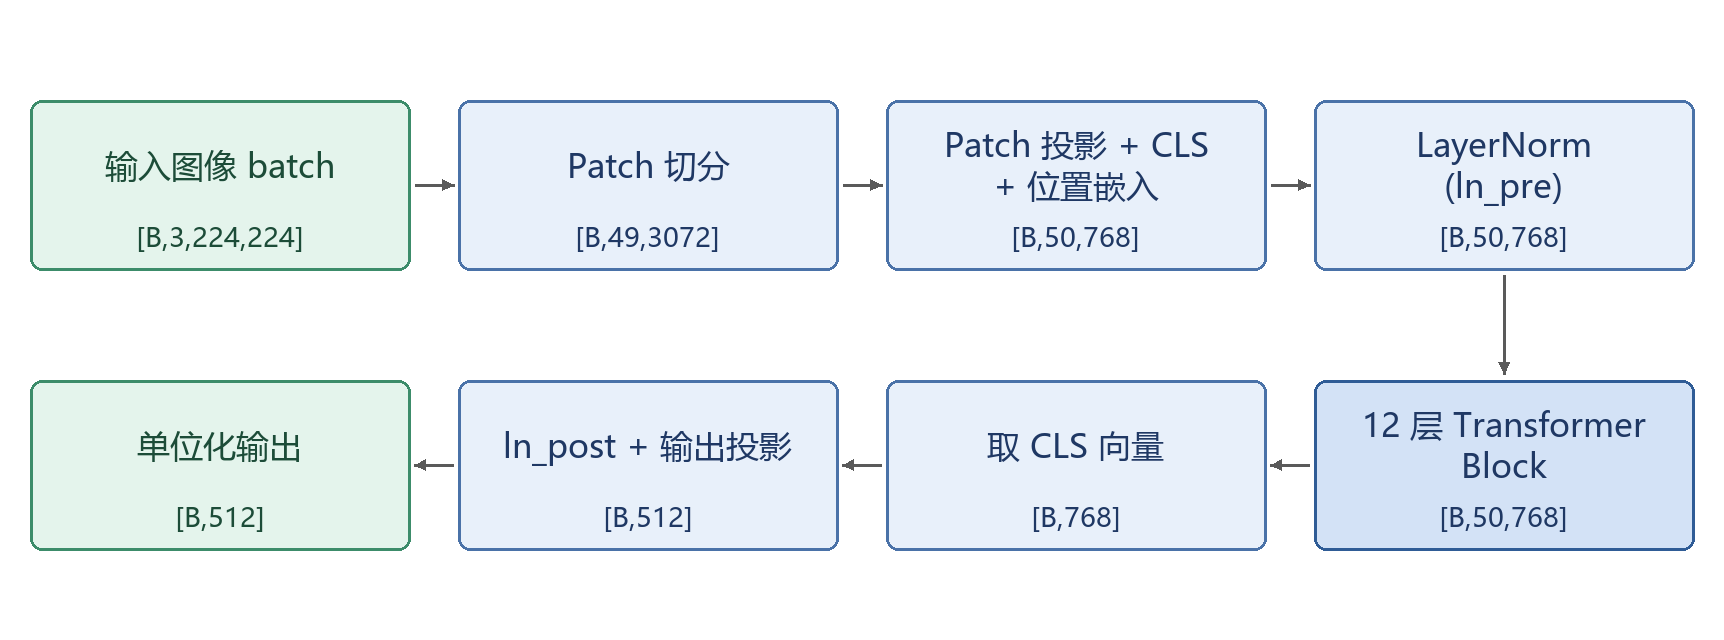 输入图像 batch
[B,3,224,224]
Patch 切分
[B,49,3072]
Patch 投影 + CLS
+ 位置嵌入
[B,50,768]
LayerNorm
(ln_pre)
[B,50,768]
12 层 Transformer
Block
[B,50,768]
取 CLS 向量
[B,768]
ln_post + 输出投影
[B,512]
单位化输出
[B,512]